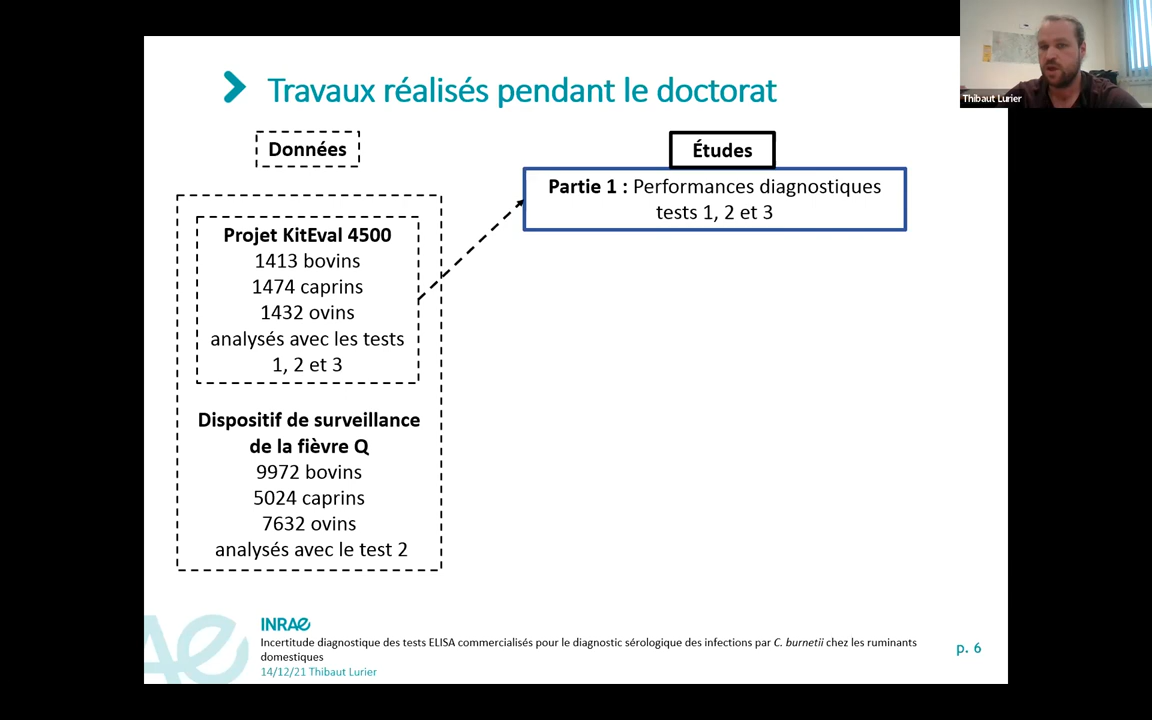 Travaux réalisés pendant le doctorat
Thibaut Lurier
Données
Études
Partie 1 : Performances diagnostiques
tests 1, 2 et 3
Projet KitEval 4500
1413 bovins
1474 caprins
1432 ovins
analysés avec les tests
1, 2 et 3
Dispositif de surveillance
de la fièvre Q
9972 bovins
5024 caprins
7632 ovins
analysés avec le test 2
INRAE
Incertitude diagnostique des tests ELISA commercialisés pour le diagnostic sérologique des infections par C. burnetii chez les ruminants
domestiques
14/12/21 Thibaut Lurier
p. 6